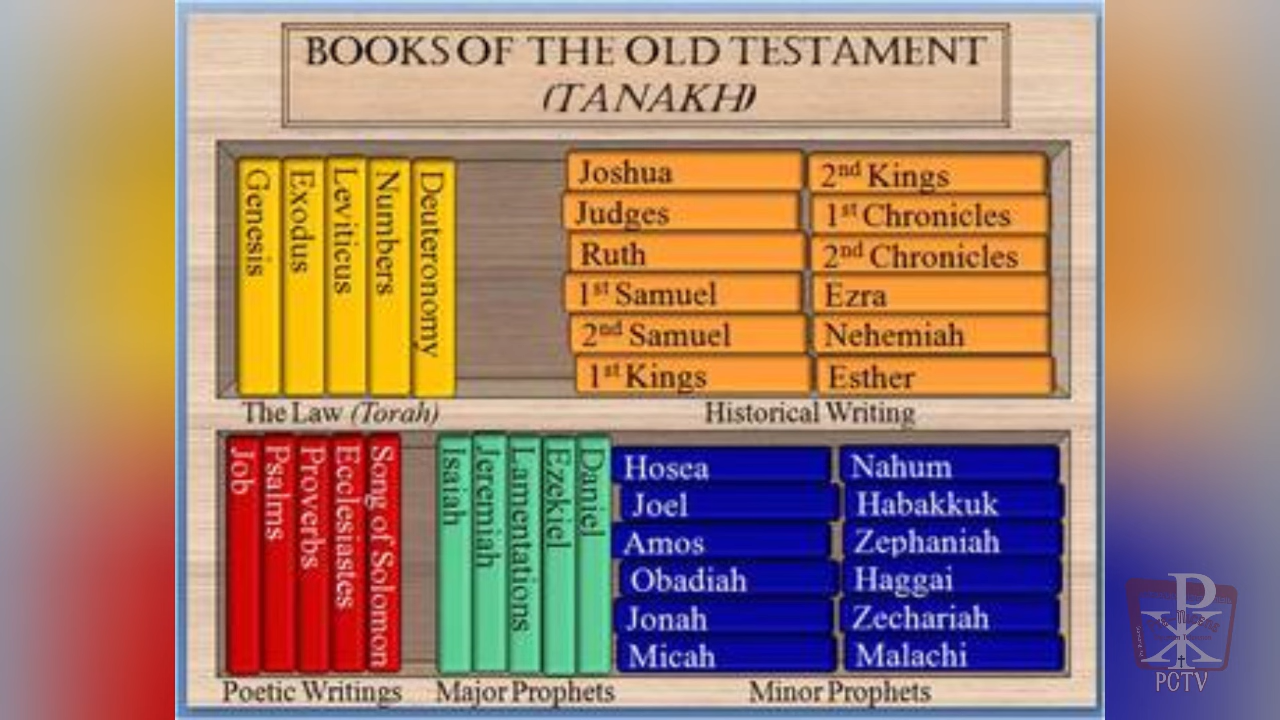 BOOKS OF THE OLD TESTAMENT
(TANAKH)
Genesis
Exodus
Leviticus
Numbers
Deuteronomy
Joshua
Judges
Ruth
1st Samuel
2nd Samuel
1st Kings
2nd Kings
1st Chronicles
2nd Chronicles
Ezra
Nehemiah
Esther
The Law (Torah)
Historical Writing
Job
Psalms
Proverbs
Ecclesiastes
Song of Solomon
Isaiah
Jeremiah
Lamentations
Ezekiel
Daniel
Hosea
Joel
Amos
Obadiah
Jonah
Micah
Nahum
Habakkuk
Zephaniah
Haggai
Zechariah
Malachi
Poetic Writings
Major Prophets
Minor Prophets
PCTV